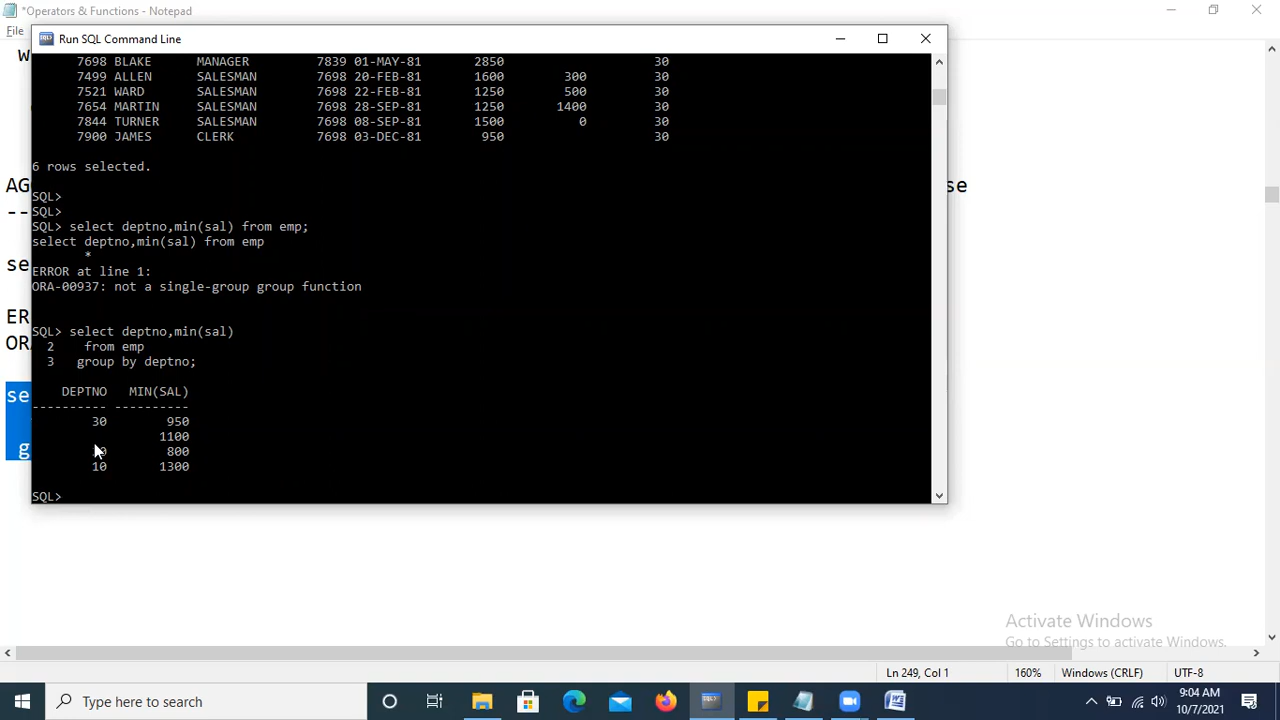 *Operators & Functions - Notepad
File
Run SQL Command Line
7698 BLAKE MANAGER 7839 01-MAY-81 2850 30
7499 ALLEN SALESMAN 7698 20-FEB-81 1600 300 30
7521 WARD SALESMAN 7698 22-FEB-81 1250 500 30
7654 MARTIN SALESMAN 7698 28-SEP-81 1250 1400 30
7844 TURNER SALESMAN 7698 08-SEP-81 1500 0 30
7900 JAMES CLERK 7698 03-DEC-81 950 30
6 rows selected.
SQL>
SQL>
SQL> select deptno,min(sal) from emp;
select deptno,min(sal) from emp
*
ERROR at line 1:
ORA-00937: not a single-group group function
SQL> select deptno,min(sal)
2 from emp
3 group by deptno;
DEPTNO MIN(SAL)
---------- ----------
30 950
1100
800
10 1300
SQL>
Activate Windows
Go to Settings to activate Windows.
Ln 249, Col 1 160% Windows (CRLF) UTF-8
Type here to search
9:04 AM
10/7/2021